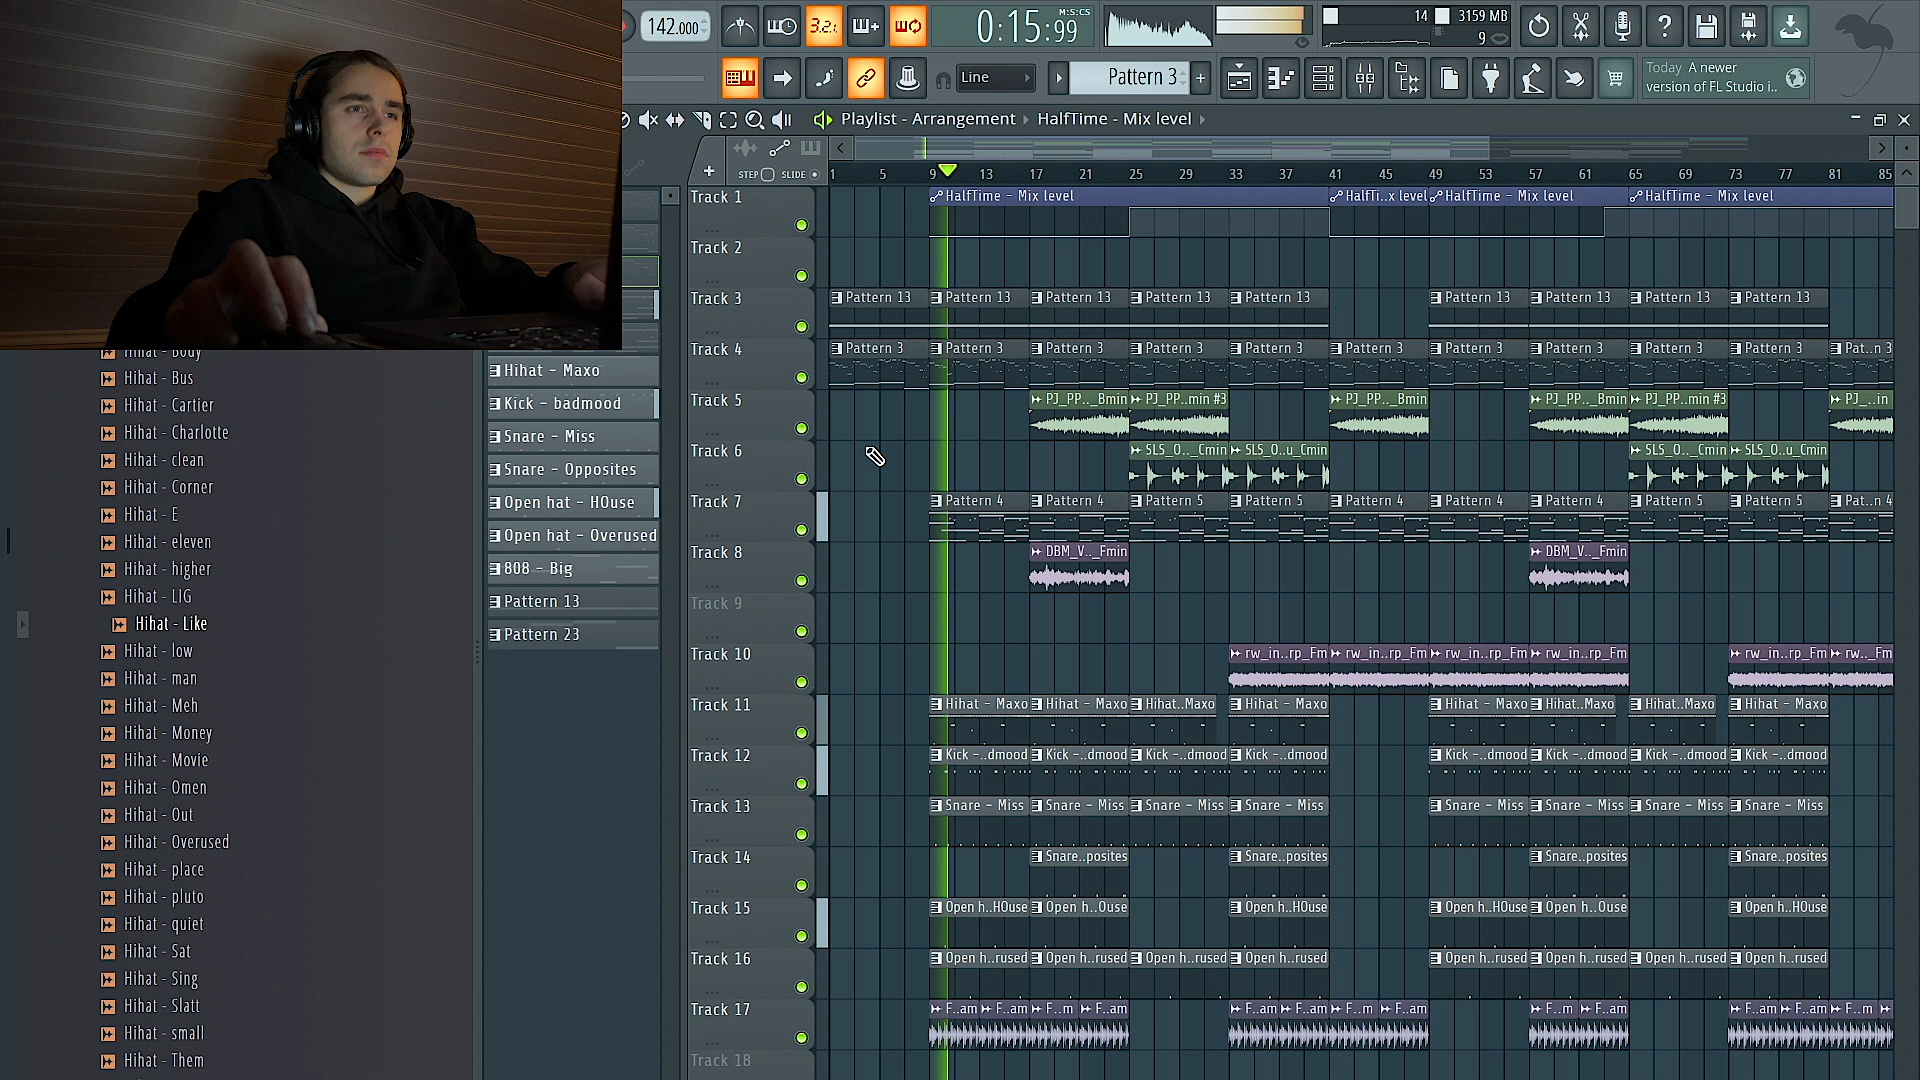 142.000
3.2.
0:15:99
M:S:CS
14
3159 MB
9
Line
Pattern 3
Today A newer
version of FL Studio i..
Playlist - Arrangement › HalfTime - Mix level ›
STEP SLIDE
1 5 9 13 17 21 25 29 33 37 41 45 49 53 57 61 65 69 73 77 81 85
Track 1
HalfTime - Mix level
HalfTi..x level
HalfTime - Mix level
HalfTime - Mix level
Track 2
Track 3
Pattern 13 Pattern 13 Pattern 13 Pattern 13 Pattern 13 Pattern 13 Pattern 13 Pattern 13 Pattern 13
Track 4
Pattern 3 Pattern 3 Pattern 3 Pattern 3 Pattern 3 Pattern 3 Pattern 3 Pattern 3 Pattern 3 Pattern 3 Pat..n 3
Track 5
PJ_PP.._Bmin PJ_PP..min #3 PJ_PP.._Bmin PJ_PP.._Bmin PJ_PP..min #3 PJ_..in
Track 6
SLS_O.._Cmin SLS_O..u_Cmin SLS_O.._Cmin SLS_O..u_Cmin
Track 7
Pattern 4 Pattern 4 Pattern 5 Pattern 5 Pattern 4 Pattern 4 Pattern 4 Pattern 5 Pattern 5 Pat..n 4
Track 8
DBM_V.._Fmin DBM_V.._Fmin
Track 9
Track 10
rw_in..rp_Fm rw_in..rp_Fm rw_in..rp_Fm rw_in..rp_Fm rw_in..rp_Fm rw_.._Fm
Track 11
Hihat - Maxo Hihat - Maxo Hihat..Maxo Hihat - Maxo Hihat - Maxo Hihat..Maxo Hihat..Maxo Hihat - Maxo
Track 12
Kick -..dmood Kick -..dmood Kick -..dmood Kick -..dmood Kick -..dmood Kick -..dmood Kick -..dmood Kick -..dmood
Track 13
Snare - Miss Snare - Miss Snare - Miss Snare - Miss Snare - Miss Snare - Miss Snare - Miss Snare - Miss
Track 14
Snare..posites Snare..posites Snare..posites Snare..posites
Track 15
Open h..HOuse Open h..Ouse Open h..HOuse Open h..HOuse Open h..Ouse Open h..HOuse
Track 16
Open h..rused Open h..rused Open h..rused Open h..rused Open h..rused Open h..rused Open h..rused Open h..rused
Track 17
F..am F..am F..m F..am F..am F..am F..m F..am F..m F..am F..am F..am F..m
Track 18
Hihat - Maxo
Kick - badmood
Snare - Miss
Snare - Opposites
Open hat - HOuse
Open hat - Overused
808 - Big
Pattern 13
Pattern 23
Hihat - Body
Hihat - Bus
Hihat - Cartier
Hihat - Charlotte
Hihat - clean
Hihat - Corner
Hihat - E
Hihat - eleven
Hihat - higher
Hihat - LIG
Hihat - Like
Hihat - low
Hihat - man
Hihat - Meh
Hihat - Money
Hihat - Movie
Hihat - Omen
Hihat - Out
Hihat - Overused
Hihat - place
Hihat - pluto
Hihat - quiet
Hihat - Sat
Hihat - Sing
Hihat - Slatt
Hihat - small
Hihat - Them